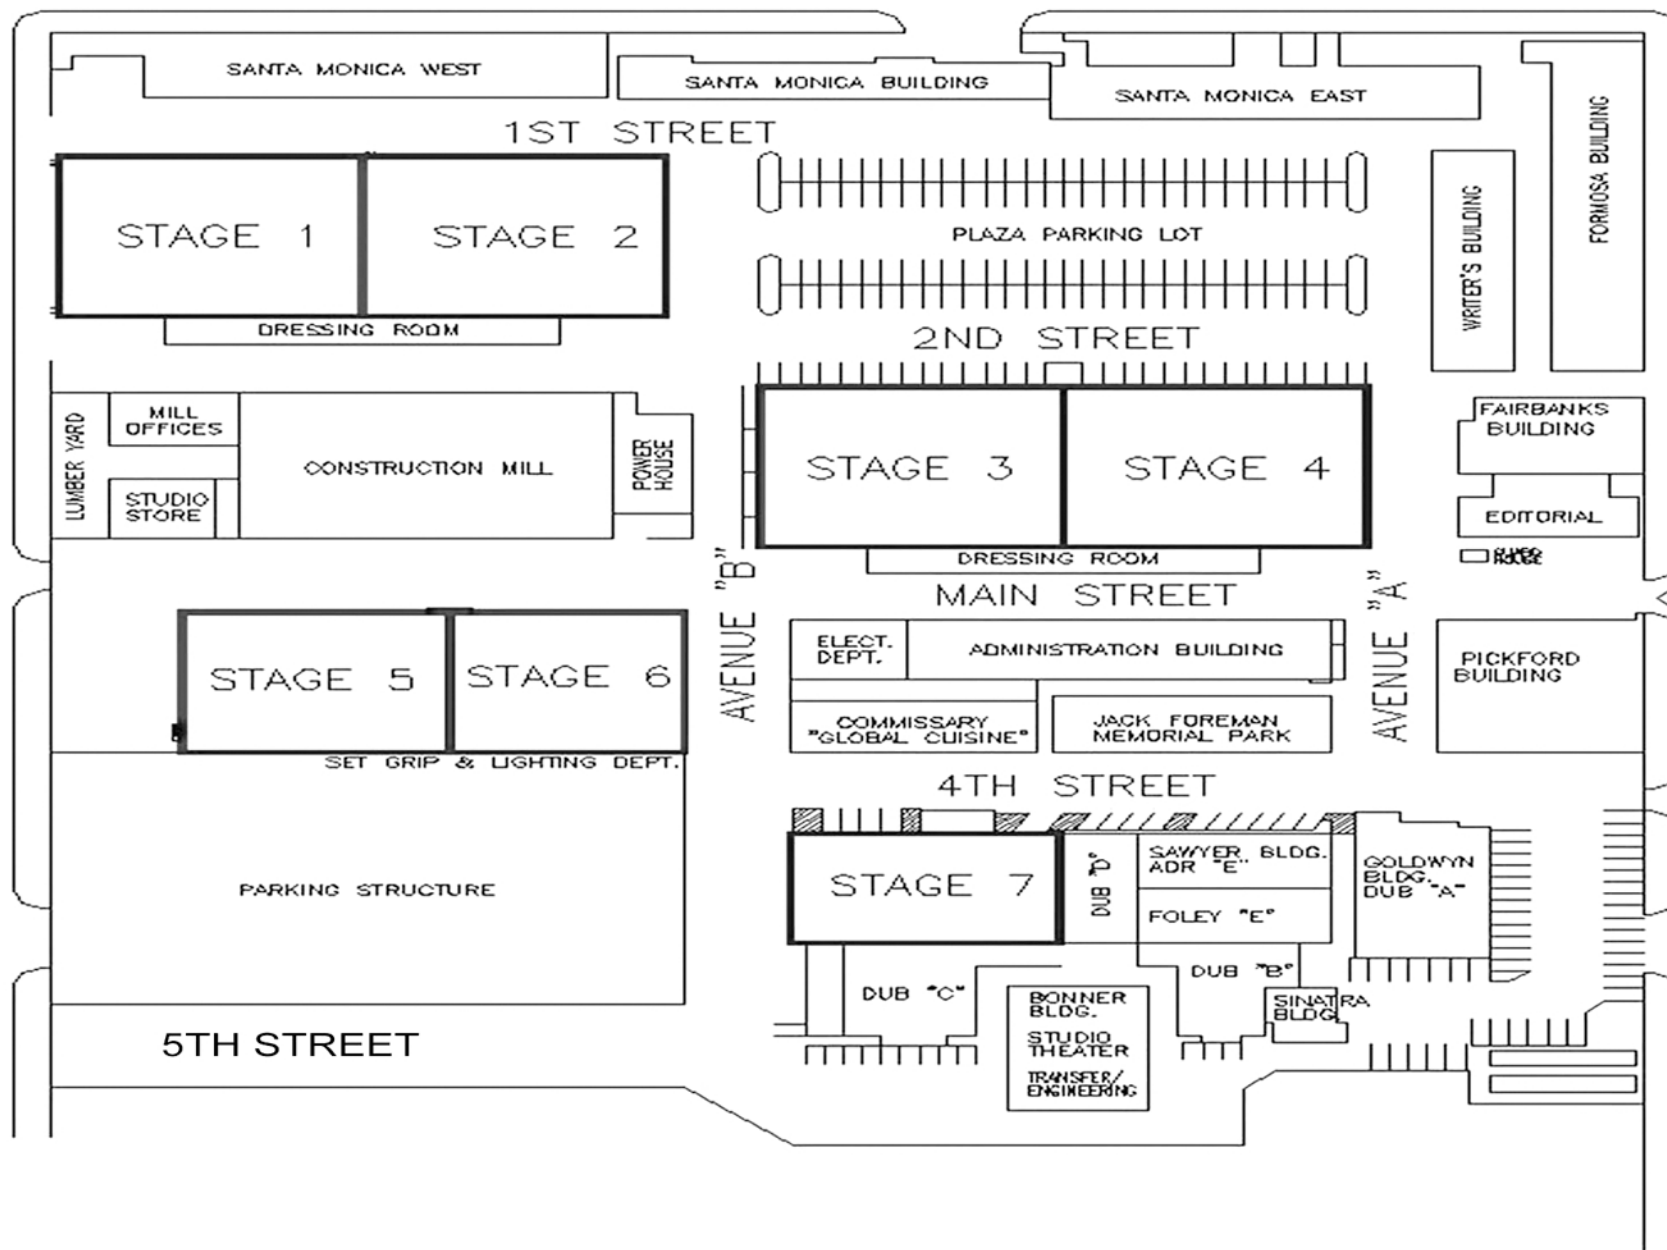 SANTA MONICA WEST
SANTA MONICA BUILDING
SANTA MONICA EAST
FORMOSA BUILDING
1ST STREET
STAGE 1
STAGE 2
PLAZA PARKING LOT
WRITER'S BUILDING
DRESSING ROOM
2ND STREET
LUMBER YARD
MILL
OFFICES
STUDIO
STORE
CONSTRUCTION MILL
POWER
HOUSE
STAGE 3
STAGE 4
FAIRBANKS
BUILDING
EDITORIAL
DRESSING ROOM
AVENUE "B"
MAIN STREET
AVENUE "A"
STAGE 5
STAGE 6
ELECT.
DEPT.
ADMINISTRATION BUILDING
PICKFORD
BUILDING
COMMISSARY
"GLOBAL CUISINE"
JACK FOREMAN
MEMORIAL PARK
SET GRIP & LIGHTING DEPT.
4TH STREET
PARKING STRUCTURE
STAGE 7
DUB "D"
SAWYER BLDG.
ADR "E"
FOLEY "E"
GOLDWYN
BLDG.
DUB "A"
DUB "C"
DUB "B"
BONNER
BLDG.
STUDIO
THEATER
TRANSFER/
ENGINEERING
SINATRA
BLDG.
5TH STREET